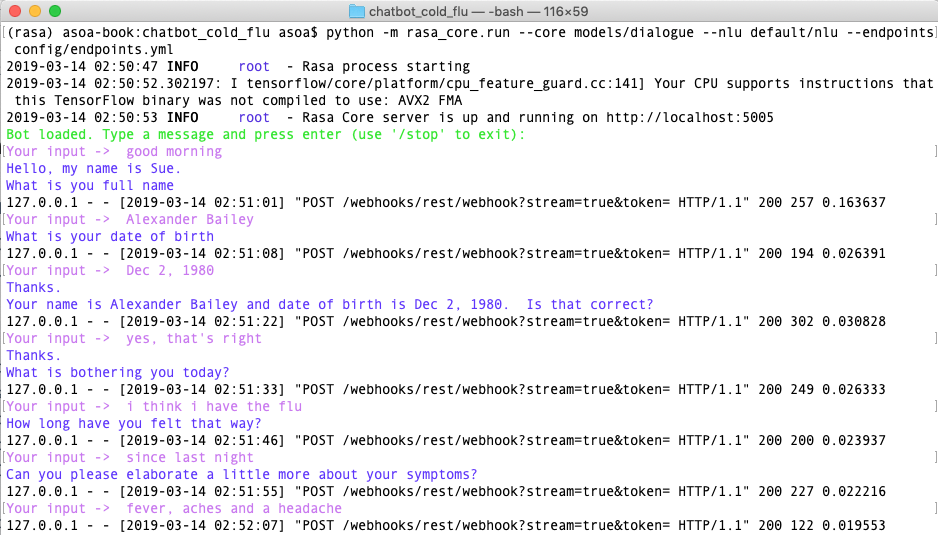 chatbot_cold_flu — -bash — 116×59
(rasa) asoa-book:chatbot_cold_flu asoa$ python -m rasa_core.run --core models/dialogue --nlu default/nlu --endpoints
config/endpoints.yml
2019-03-14 02:50:47 INFO     root  - Rasa process starting
2019-03-14 02:50:52.302197: I tensorflow/core/platform/cpu_feature_guard.cc:141] Your CPU supports instructions that
this TensorFlow binary was not compiled to use: AVX2 FMA
2019-03-14 02:50:53 INFO     root  - Rasa Core server is up and running on http://localhost:5005
Bot loaded. Type a message and press enter (use '/stop' to exit):
Your input ->  good morning
Hello, my name is Sue.
What is you full name
127.0.0.1 - - [2019-03-14 02:51:01] "POST /webhooks/rest/webhook?stream=true&token= HTTP/1.1" 200 257 0.163637
Your input ->  Alexander Bailey
What is your date of birth
127.0.0.1 - - [2019-03-14 02:51:08] "POST /webhooks/rest/webhook?stream=true&token= HTTP/1.1" 200 194 0.026391
Your input ->  Dec 2, 1980
Thanks.
Your name is Alexander Bailey and date of birth is Dec 2, 1980.  Is that correct?
127.0.0.1 - - [2019-03-14 02:51:22] "POST /webhooks/rest/webhook?stream=true&token= HTTP/1.1" 200 302 0.030828
Your input ->  yes, that's right
Thanks.
What is bothering you today?
127.0.0.1 - - [2019-03-14 02:51:33] "POST /webhooks/rest/webhook?stream=true&token= HTTP/1.1" 200 249 0.026333
Your input ->  i think i have the flu
How long have you felt that way?
127.0.0.1 - - [2019-03-14 02:51:46] "POST /webhooks/rest/webhook?stream=true&token= HTTP/1.1" 200 200 0.023937
Your input ->  since last night
Can you please elaborate a little more about your symptoms?
127.0.0.1 - - [2019-03-14 02:51:55] "POST /webhooks/rest/webhook?stream=true&token= HTTP/1.1" 200 227 0.022216
Your input ->  fever, aches and a headache
127.0.0.1 - - [2019-03-14 02:52:07] "POST /webhooks/rest/webhook?stream=true&token= HTTP/1.1" 200 122 0.019553